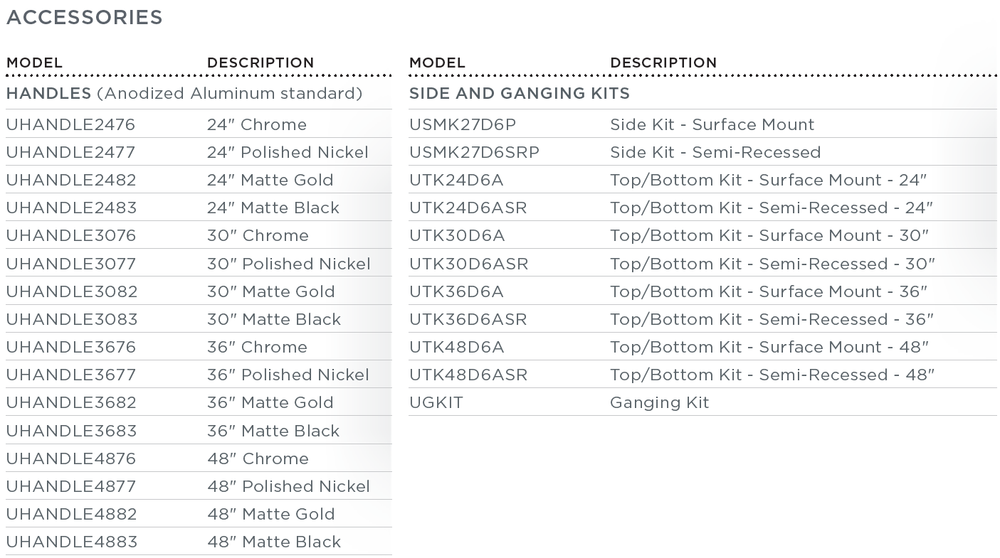 ACCESSORIES
MODEL DESCRIPTION
HANDLES (Anodized Aluminum standard)
UHANDLE2476 24" Chrome
UHANDLE2477 24" Polished Nickel
UHANDLE2482 24" Matte Gold
UHANDLE2483 24" Matte Black
UHANDLE3076 30" Chrome
UHANDLE3077 30" Polished Nickel
UHANDLE3082 30" Matte Gold
UHANDLE3083 30" Matte Black
UHANDLE3676 36" Chrome
UHANDLE3677 36" Polished Nickel
UHANDLE3682 36" Matte Gold
UHANDLE3683 36" Matte Black
UHANDLE4876 48" Chrome
UHANDLE4877 48" Polished Nickel
UHANDLE4882 48" Matte Gold
UHANDLE4883 48" Matte Black
MODEL DESCRIPTION
SIDE AND GANGING KITS
USMK27D6P Side Kit - Surface Mount
USMK27D6SRP Side Kit - Semi-Recessed
UTK24D6A Top/Bottom Kit - Surface Mount - 24"
UTK24D6ASR Top/Bottom Kit - Semi-Recessed - 24"
UTK30D6A Top/Bottom Kit - Surface Mount - 30"
UTK30D6ASR Top/Bottom Kit - Semi-Recessed - 30"
UTK36D6A Top/Bottom Kit - Surface Mount - 36"
UTK36D6ASR Top/Bottom Kit - Semi-Recessed - 36"
UTK48D6A Top/Bottom Kit - Surface Mount - 48"
UTK48D6ASR Top/Bottom Kit - Semi-Recessed - 48"
UGKIT Ganging Kit